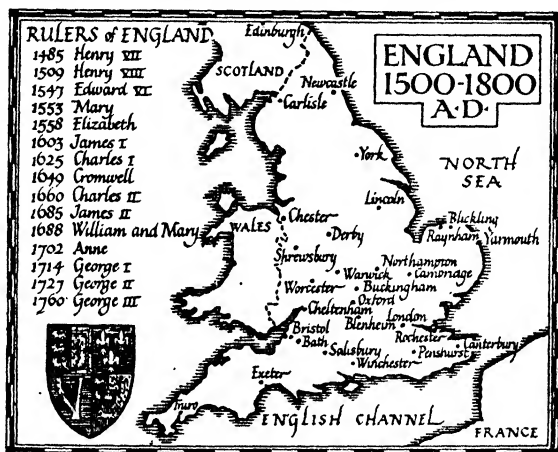 RULERS of ENGLAND
1485 Henry VII
1509 Henry VIII
1547 Edward VI
1553 Mary
1558 Elizabeth
1603 James I
1625 Charles I
1649 Cromwell
1660 Charles II
1685 James II
1688 William and Mary
1702 Anne
1714 George I
1727 George II
1760 George III
ENGLAND
1500-1800
A·D·
Edinburgh
SCOTLAND
Newcastle
Carlisle
York
NORTH
SEA
Lincoln
Chester
WALES
Derby
Blickling
Raynham
Yarmouth
Shrewsbury
Northampton
Warwick
Cambridge
Worcester
Buckingham
Oxford
Cheltenham
Blenheim
London
Bristol
Rochester
Canterbury
Bath
Salisbury
Penshurst
Winchester
Exeter
Truro
ENGLISH CHANNEL
FRANCE